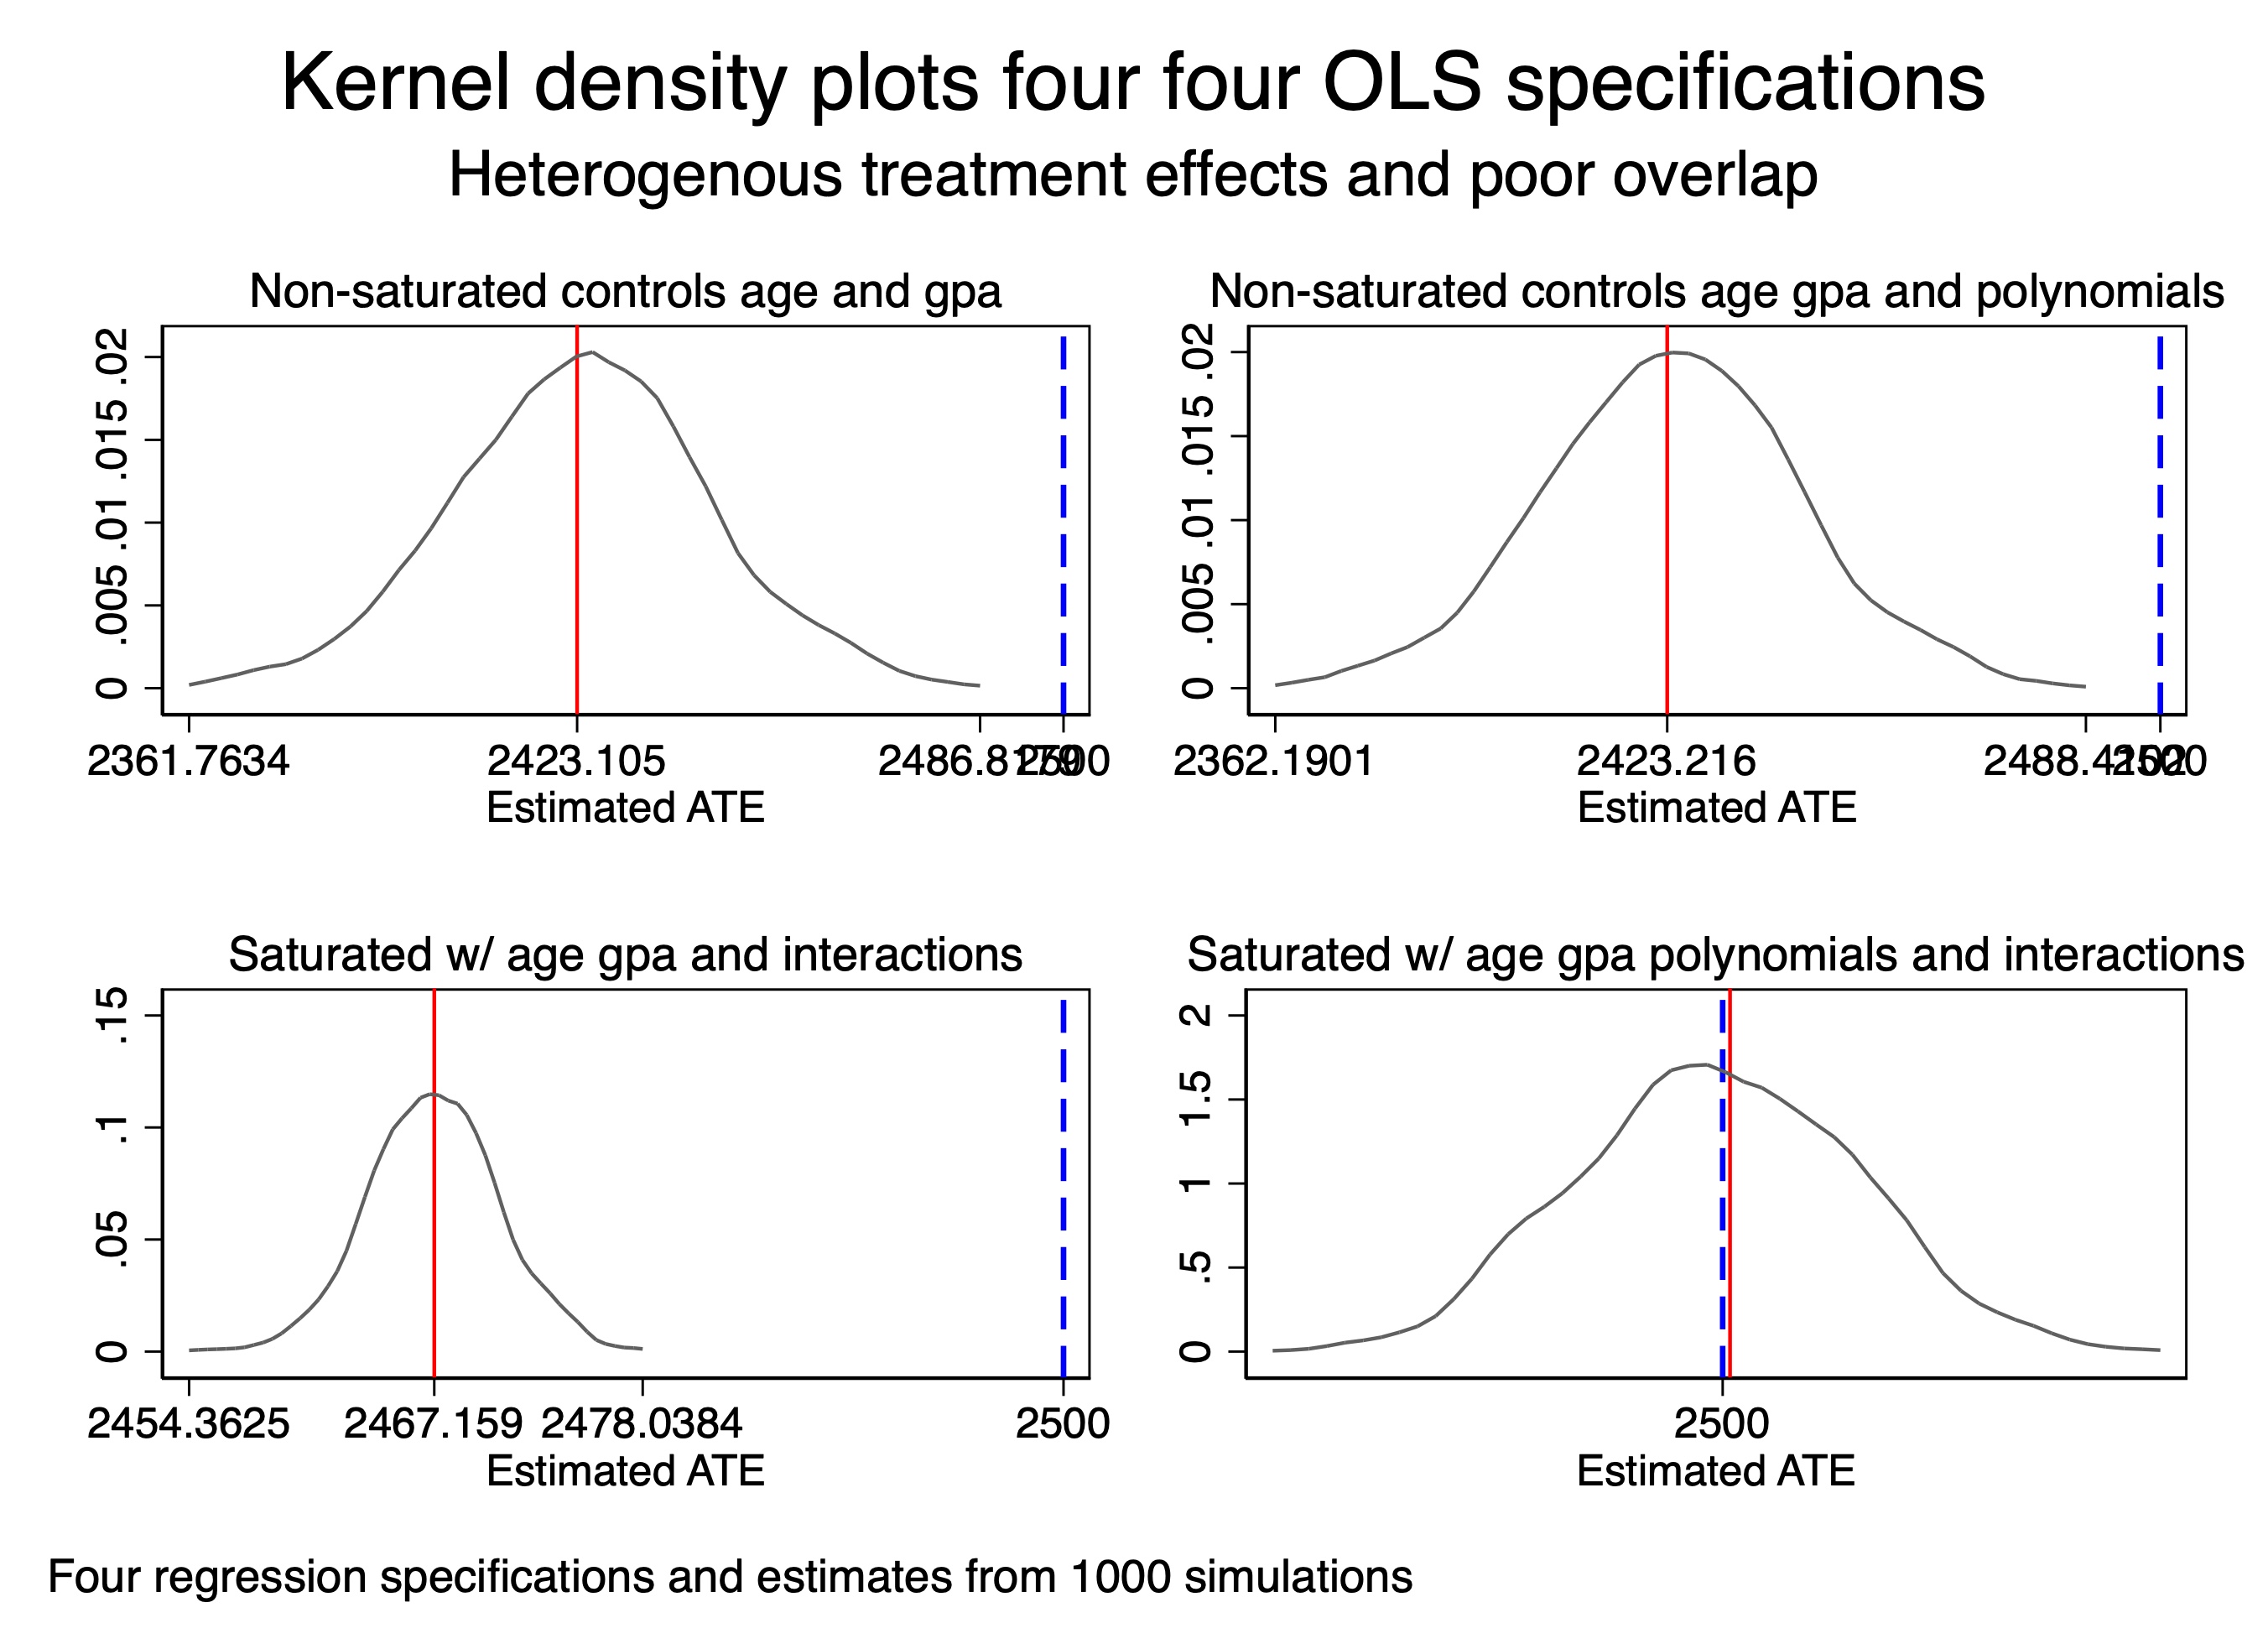 Kernel density plots four four OLS specifications
Heterogenous treatment effects and poor overlap
Non-saturated controls age and gpa
0 .005 .01 .015 .02
2361.7634 2423.105 2500
Estimated ATE
Non-saturated controls age gpa and polynomials
0 .005 .01 .015 .02
2362.1901 2423.216 2500
Estimated ATE
Saturated w/ age gpa and interactions
0 .05 .1 .15
2454.3625 2467.159 2478.0384 2500
Estimated ATE
Saturated w/ age gpa polynomials and interactions
0 .5 1 1.5 2
2500
Estimated ATE
Four regression specifications and estimates from 1000 simulations